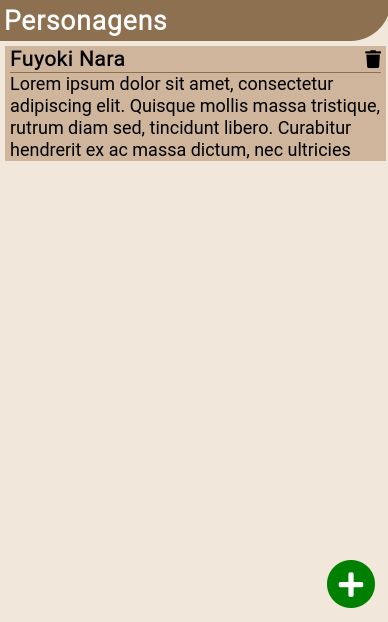 Personagens
Fuyoki Nara
Lorem ipsum dolor sit amet, consectetur
adipiscing elit. Quisque mollis massa tristique,
rutrum diam sed, tincidunt libero. Curabitur
hendrerit ex ac massa dictum, nec ultricies